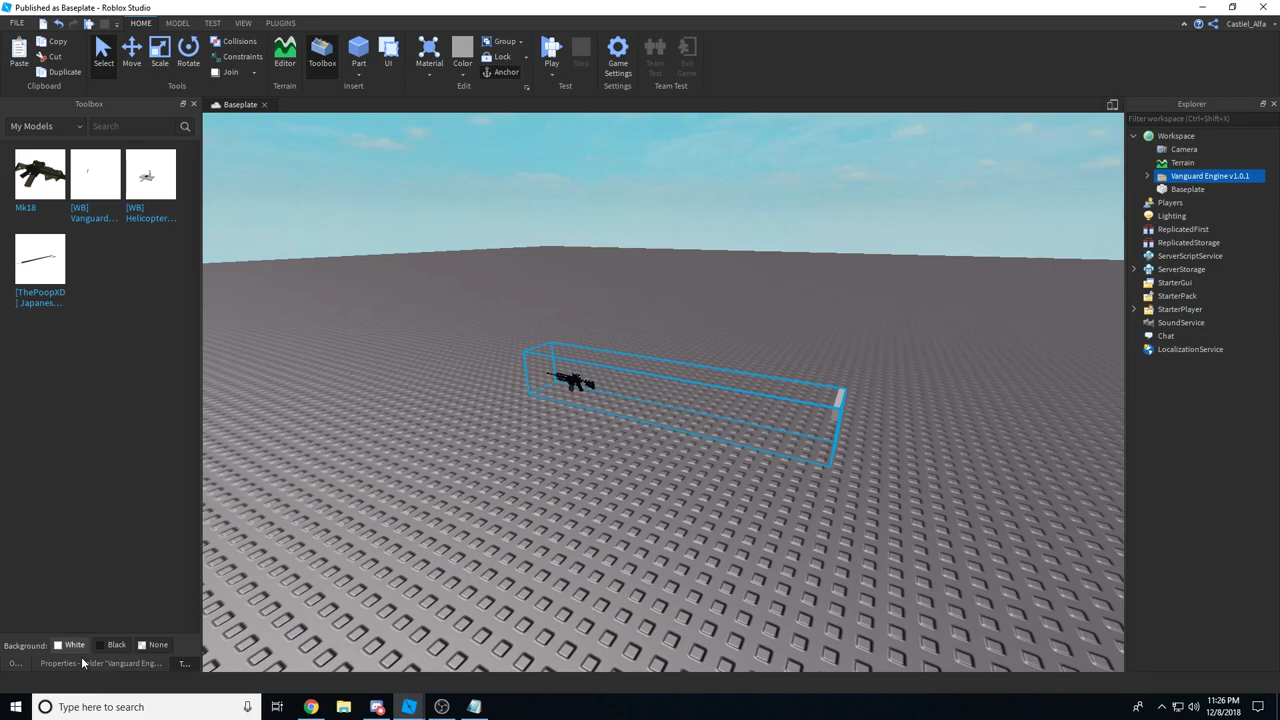 Published as Baseplate - Roblox Studio
FILE
HOME
MODEL
TEST
VIEW
PLUGINS
Castiel_Alfa
Paste
Copy
Cut
Duplicate
Clipboard
Select
Move
Scale
Rotate
Collisions
Constraints
Join
Tools
Editor
Terrain
Toolbox
Part
UI
Insert
Material
Color
Group
Lock
Anchor
Edit
Play
Stop
Test
Game Settings
Settings
Team Test
Exit Game
Team Test
Toolbox
My Models
Search
Mk18
[WB] Vanguard...
[WB] Helicopter...
[ThePoopXD] Japanes...
Background:
White
Black
None
O...
Properties - Folder "Vanguard Eng...
T...
Baseplate
Explorer
Filter workspace (Ctrl+Shift+X)
Workspace
Camera
Terrain
Vanguard Engine v1.0.1
Baseplate
Players
Lighting
ReplicatedFirst
ReplicatedStorage
ServerScriptService
ServerStorage
StarterGui
StarterPack
StarterPlayer
SoundService
Chat
LocalizationService
Type here to search
11:26 PM
12/8/2018